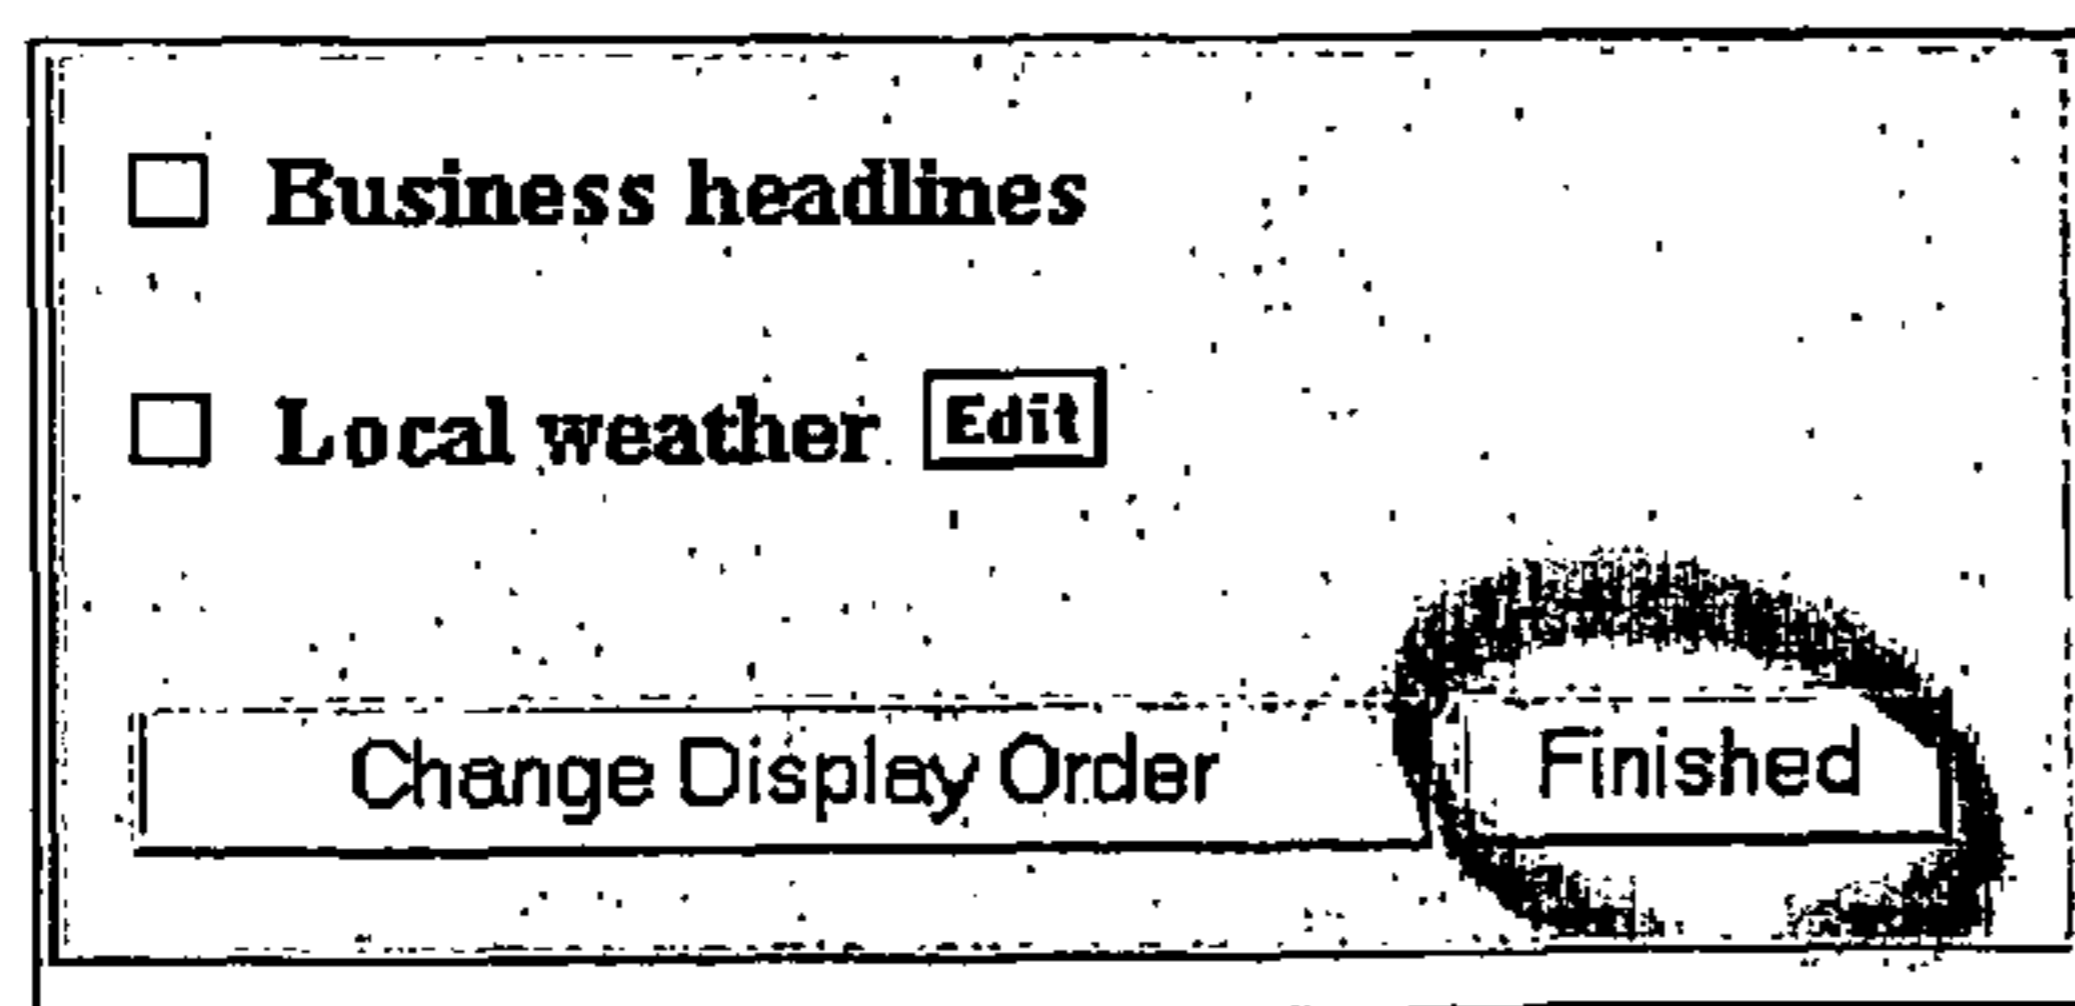 Business headlines
Local weather Edit
Change Display Order Finished